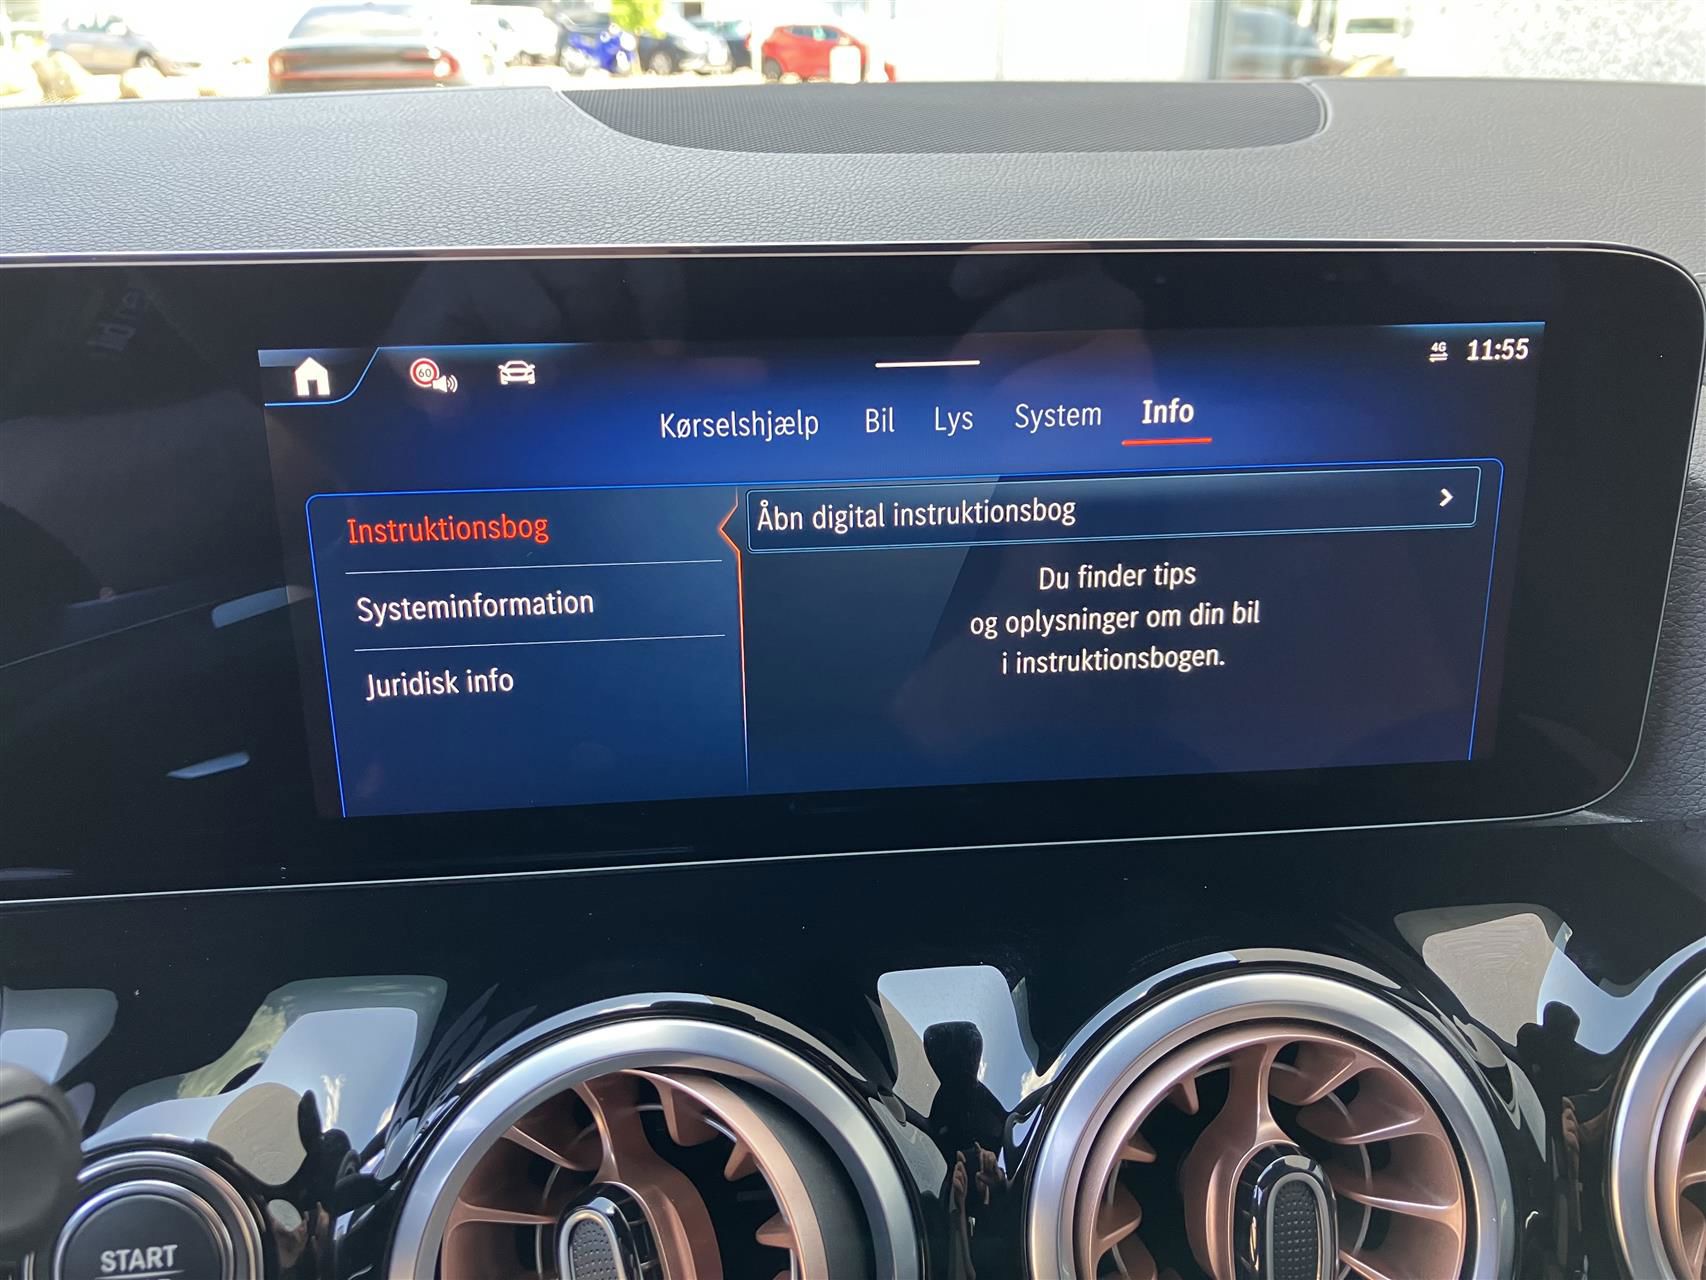 60
4G
11:55
Kørselshjælp Bil Lys System Info
Instruktionsbog
Systeminformation
Juridisk info
Åbn digital instruktionsbog
Du finder tips
og oplysninger om din bil
i instruktionsbogen.
START